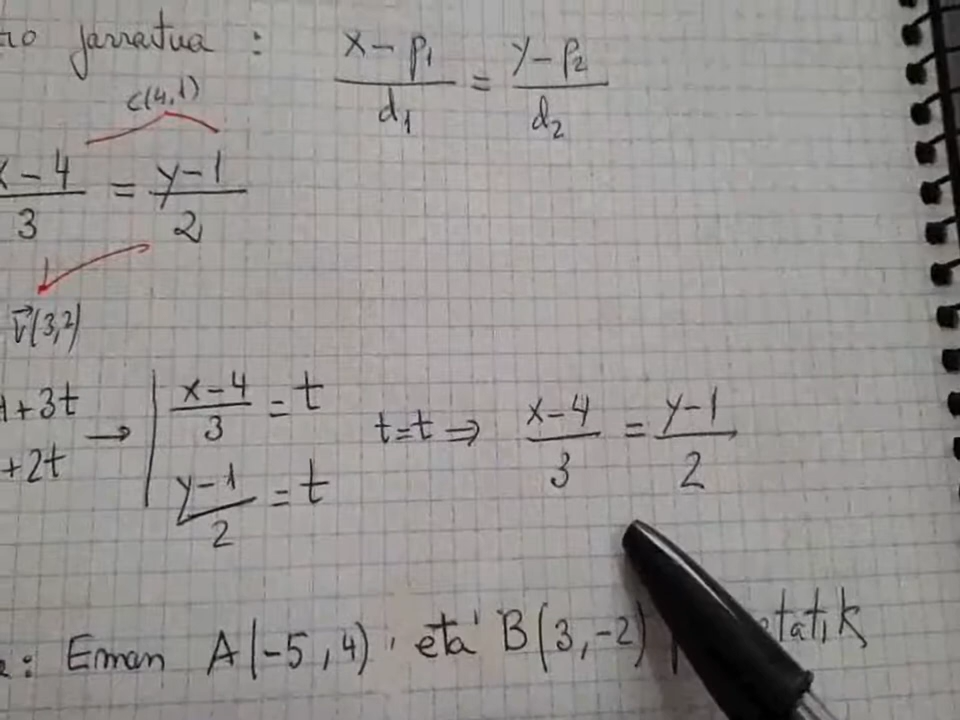 jarratua : (x - p₁)/d₁ = (y - p₂)/d₂
C(4,1)
(x - 4)/3 = (y - 1)/2
v⃗(3,2)
+ 3t → | (x - 4)/3 = t
+ 2t | (y - 1)/2 = t
t = t ⇒ (x - 4)/3 = (y - 1)/2
: Eman A(-5, 4) eta B(3, -2)